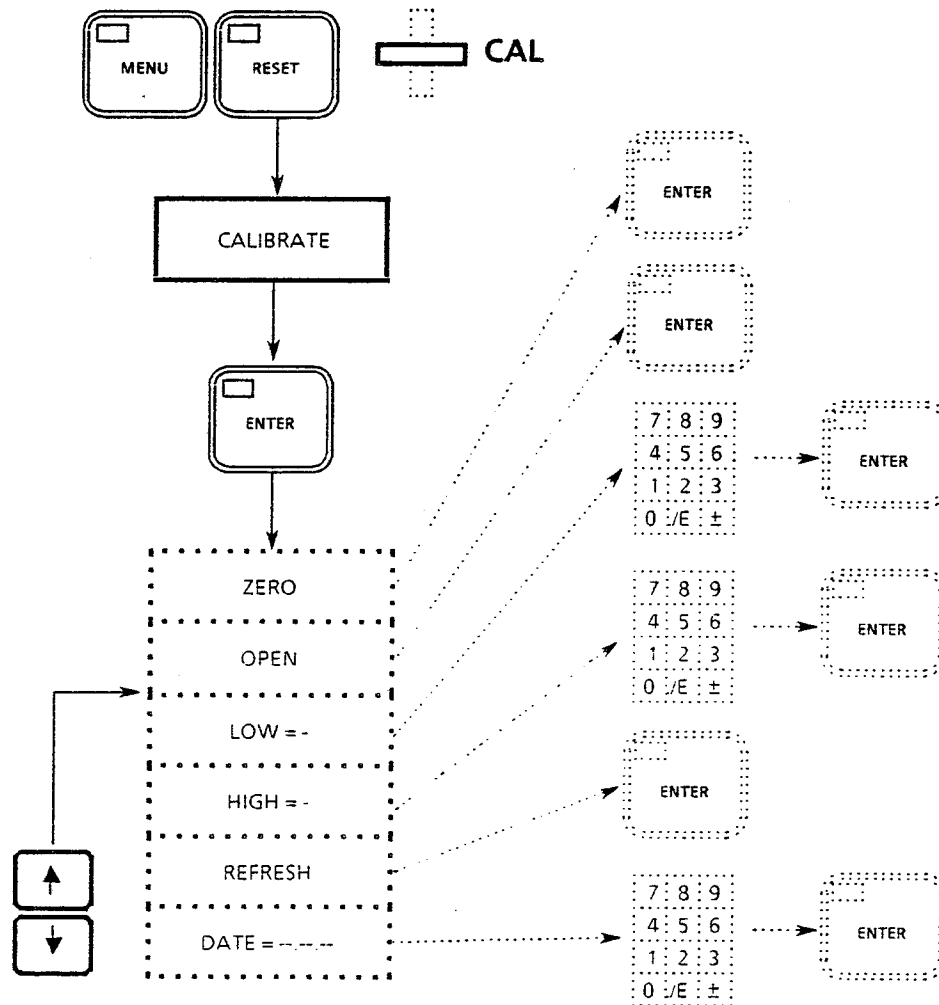 MENU RESET CAL
CALIBRATE
ENTER
ZERO
OPEN
LOW = -
HIGH = -
REFRESH
DATE = --.--.--
ENTER
ENTER
7 8 9
4 5 6
1 2 3
0 ./E ±
ENTER
7 8 9
4 5 6
1 2 3
0 ./E ±
ENTER
ENTER
7 8 9
4 5 6
1 2 3
0 ./E ±
ENTER